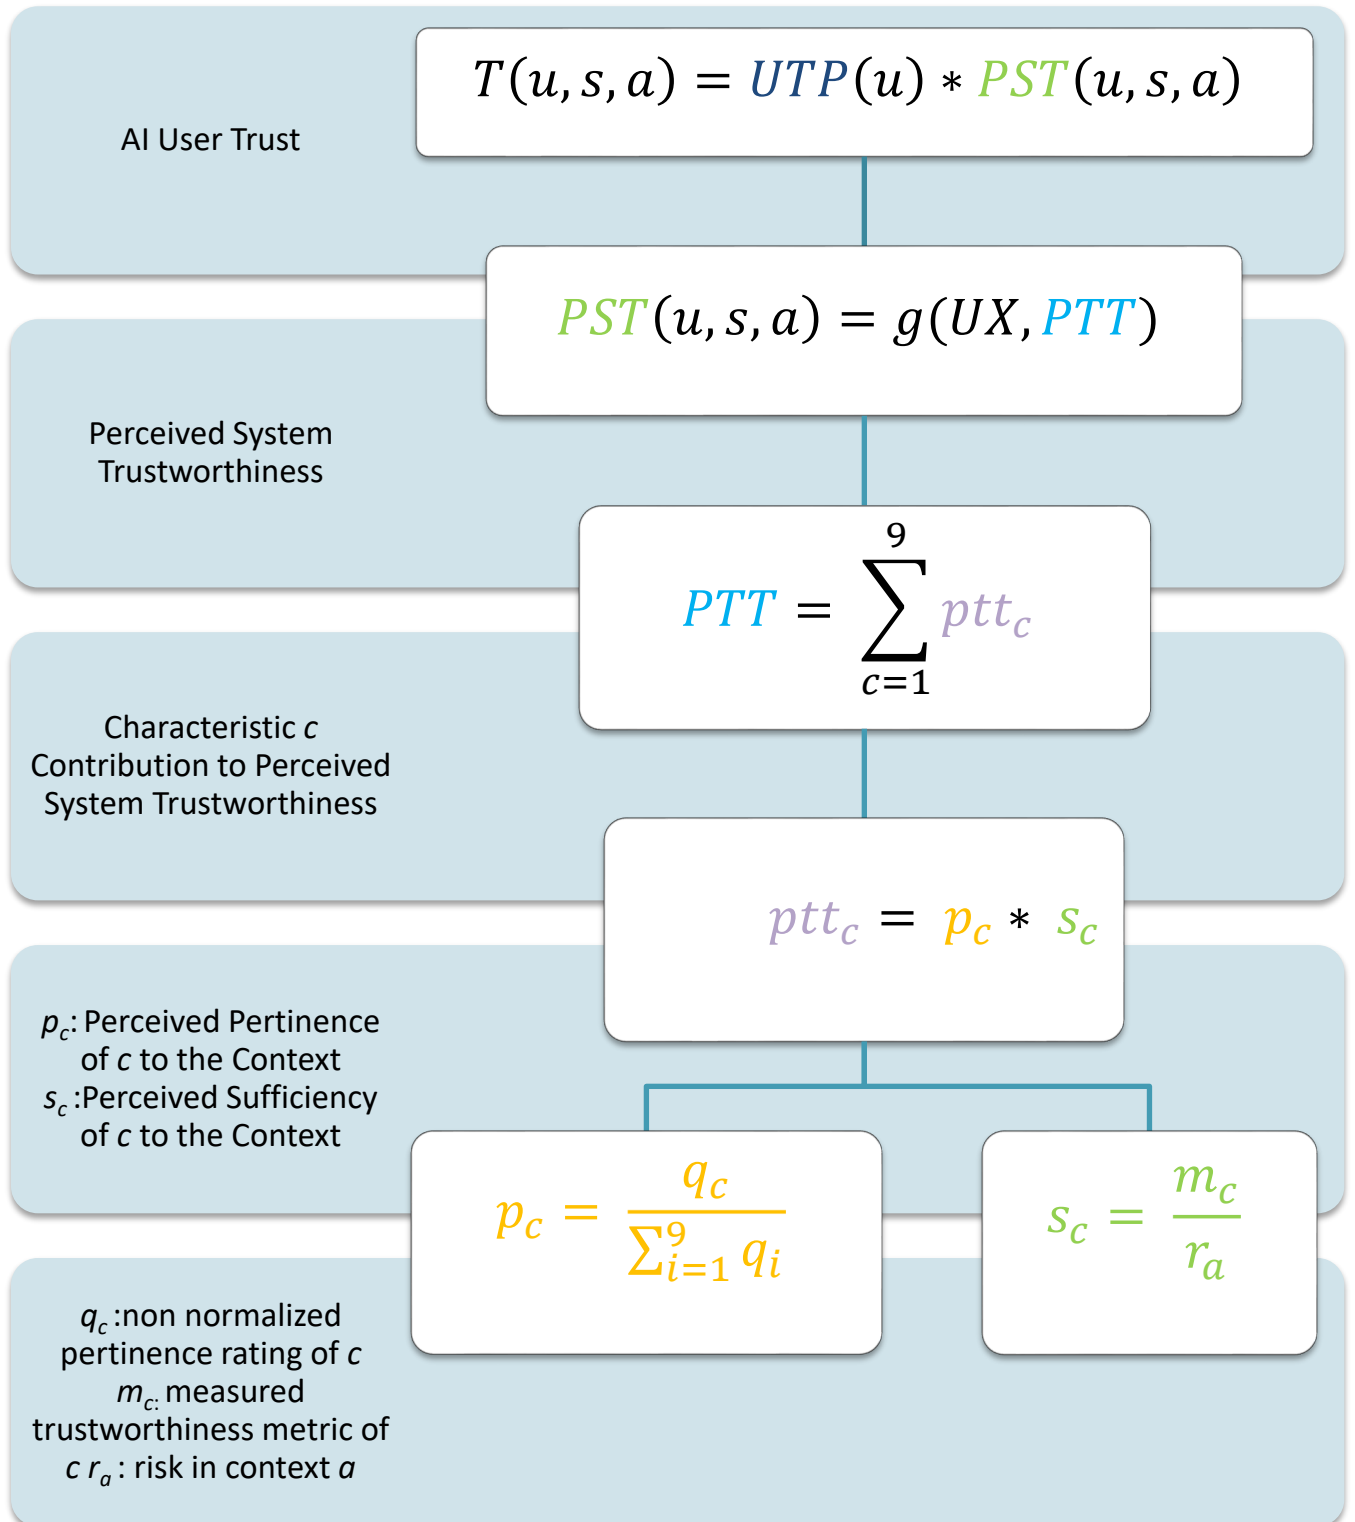 AI User Trust
T(u, s, a) = UTP(u) ∗ PST(u, s, a)
PST(u, s, a) = g(UX, PTT)
Perceived System
Trustworthiness
PTT = ∑_{c=1}^{9} ptt_c
Characteristic c
Contribution to Perceived
System Trustworthiness
ptt_c = p_c ∗ s_c
p_c: Perceived Pertinence
of c to the Context
s_c :Perceived Sufficiency
of c to the Context
p_c = q_c / ∑_{i=1}^{9} q_i
s_c = m_c / r_a
q_c :non normalized
pertinence rating of c
m_c: measured
trustworthiness metric of
c r_a : risk in context a